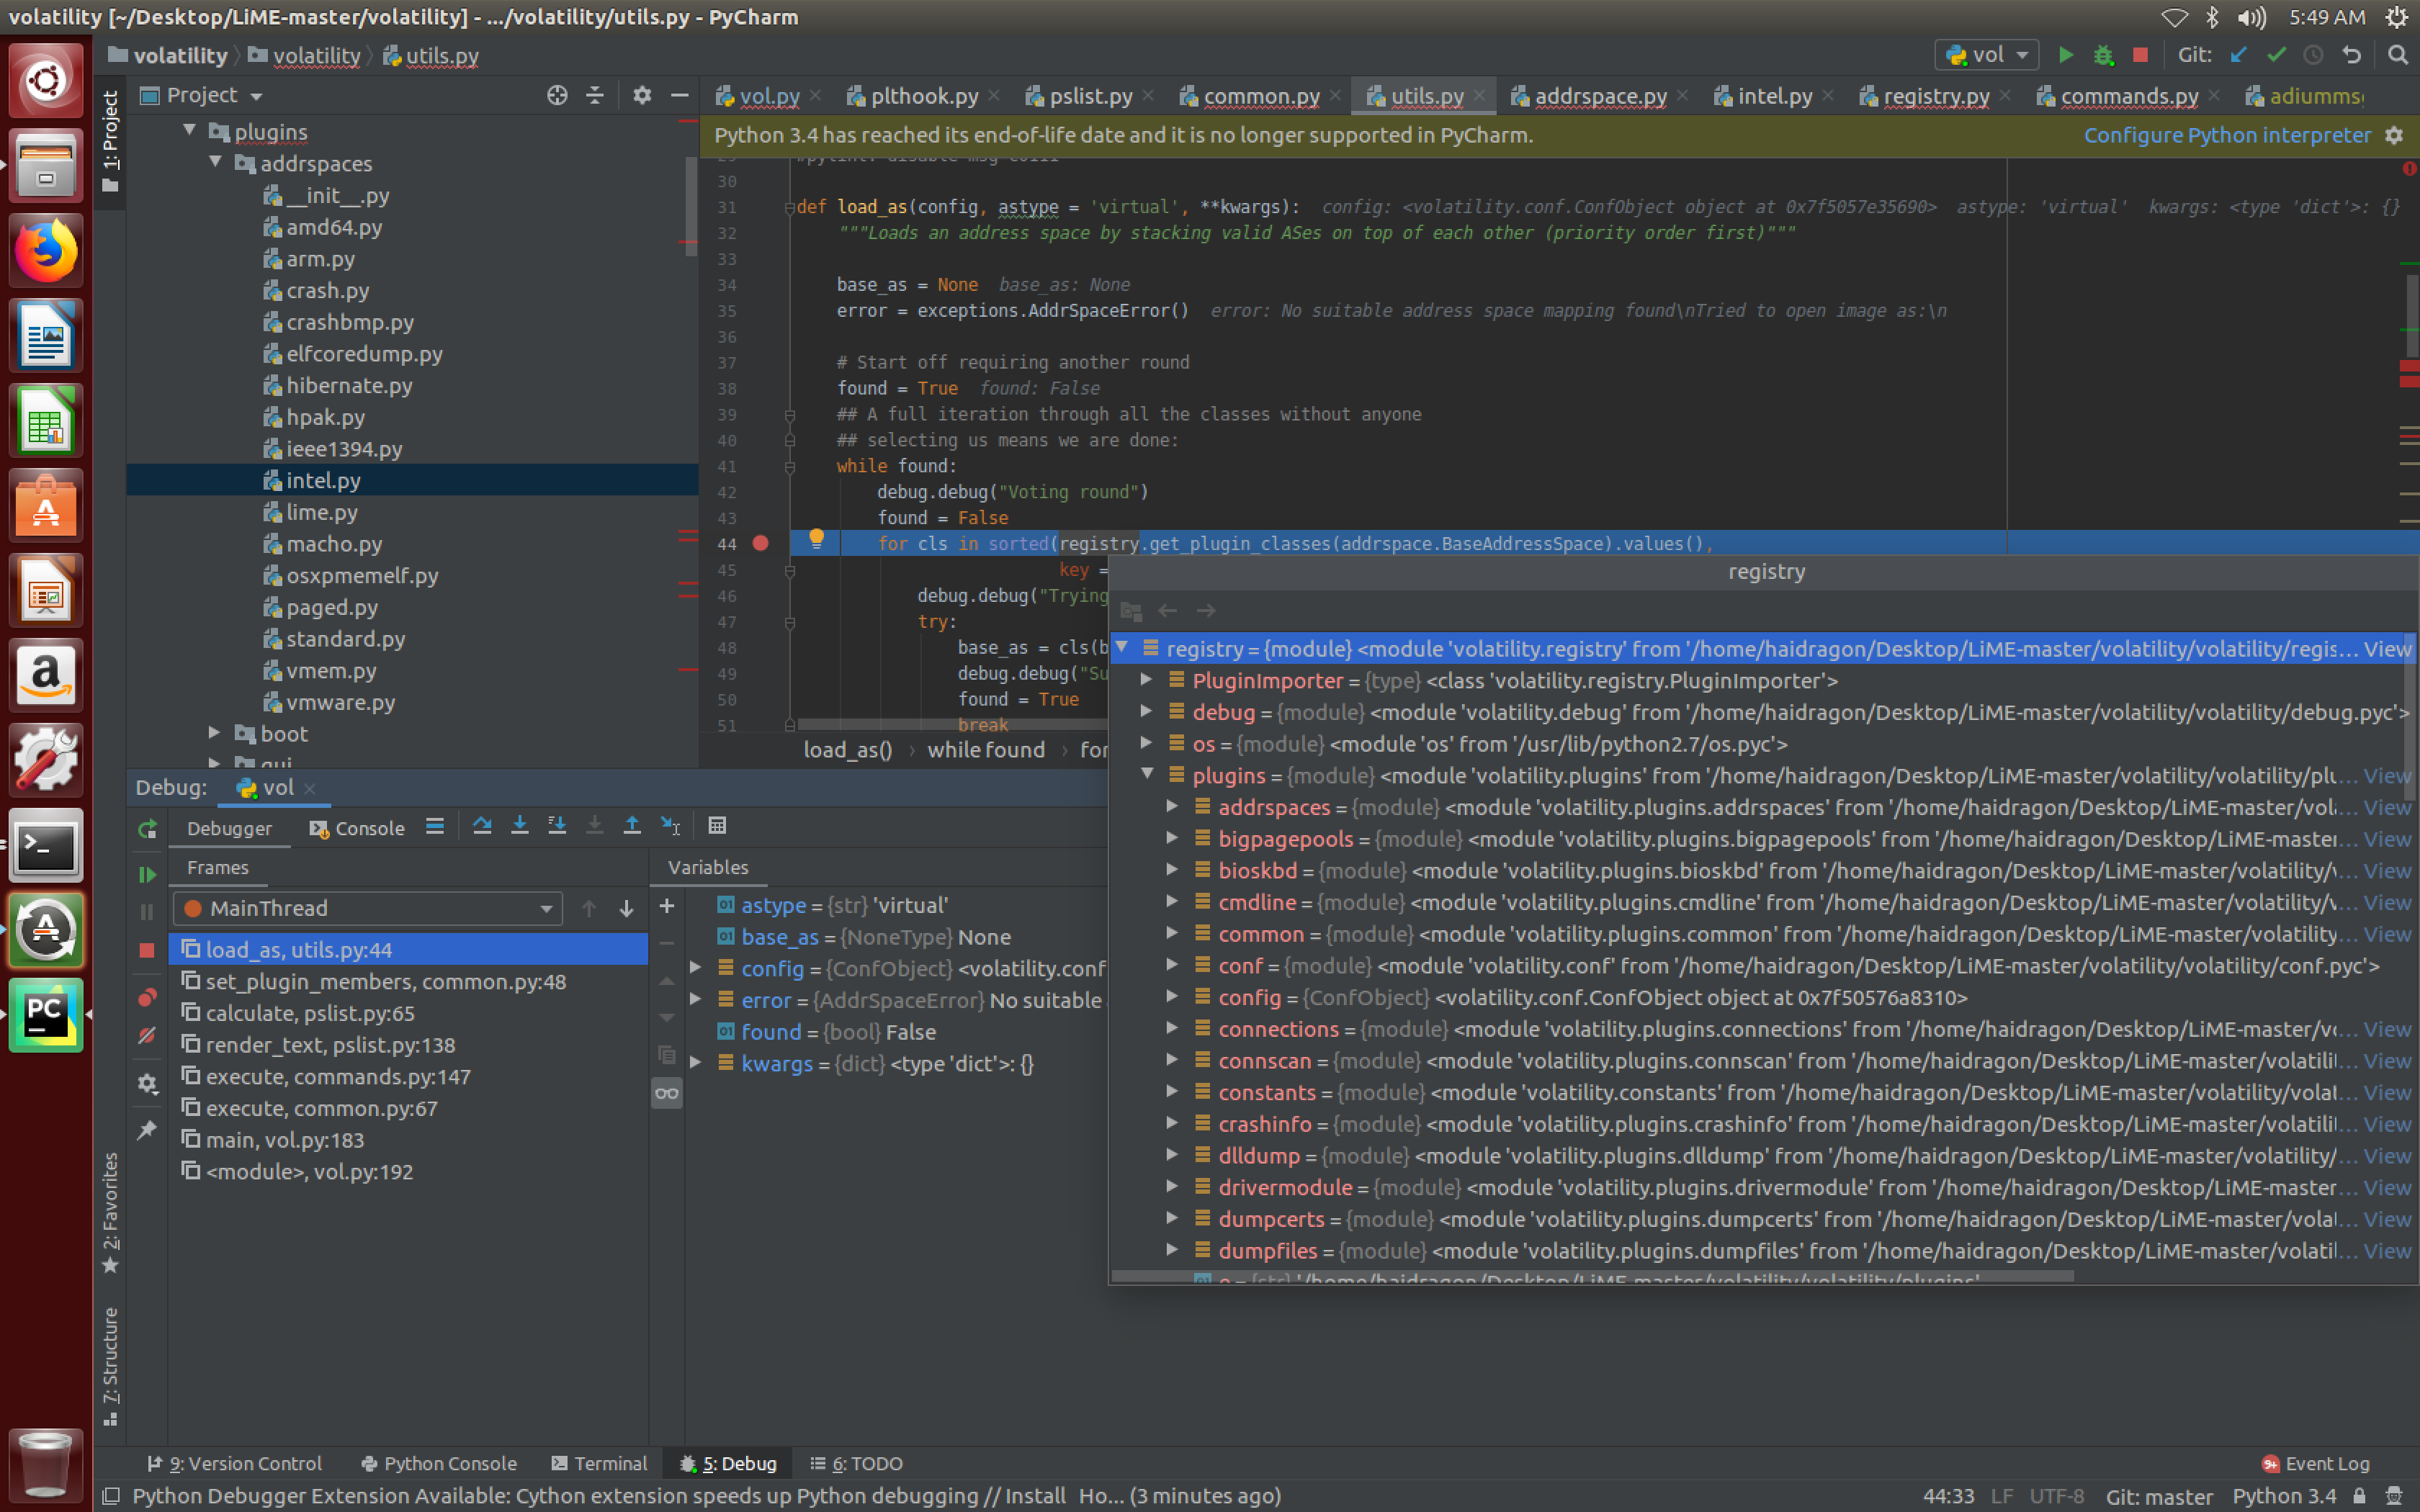 volatility [~/Desktop/LiME-master/volatility] - .../volatility/utils.py - PyCharm
5:49 AM
volatility
volatility
utils.py
vol
Git:
1: Project
Project
plugins
addrspaces
__init__.py
amd64.py
arm.py
crash.py
crashbmp.py
elfcoredump.py
hibernate.py
hpak.py
ieee1394.py
intel.py
lime.py
macho.py
osxpmemelf.py
paged.py
standard.py
vmem.py
vmware.py
boot
gui
vol.py
plthook.py
pslist.py
common.py
utils.py
addrspace.py
intel.py
registry.py
commands.py
adiumms
Python 3.4 has reached its end-of-life date and it is no longer supported in PyCharm.
Configure Python interpreter
30
31 def load_as(config, astype = 'virtual', **kwargs): config: <volatility.conf.ConfObject object at 0x7f5057e35690> astype: 'virtual' kwargs: <type 'dict'>: {}
32 """Loads an address space by stacking valid ASes on top of each other (priority order first)"""
33
34 base_as = None base_as: None
35 error = exceptions.AddrSpaceError() error: No suitable address space mapping found\nTried to open image as:\n
36
37 # Start off requiring another round
38 found = True found: False
39 ## A full iteration through all the classes without anyone
40 ## selecting us means we are done:
41 while found:
42 debug.debug("Voting round")
43 found = False
44 for cls in sorted(registry.get_plugin_classes(addrspace.BaseAddressSpace).values(),
45 key =
46 debug.debug("Trying
47 try:
48 base_as = cls(b
49 debug.debug("Su
50 found = True
51 break
load_as()
while found
for
registry
registry = {module} <module 'volatility.registry' from '/home/haidragon/Desktop/LiME-master/volatility/volatility/regis... View
PluginImporter = {type} <class 'volatility.registry.PluginImporter'>
debug = {module} <module 'volatility.debug' from '/home/haidragon/Desktop/LiME-master/volatility/volatility/debug.pyc'>
os = {module} <module 'os' from '/usr/lib/python2.7/os.pyc'>
plugins = {module} <module 'volatility.plugins' from '/home/haidragon/Desktop/LiME-master/volatility/volatility/plu... View
addrspaces = {module} <module 'volatility.plugins.addrspaces' from '/home/haidragon/Desktop/LiME-master/vola... View
bigpagepools = {module} <module 'volatility.plugins.bigpagepools' from '/home/haidragon/Desktop/LiME-master... View
bioskbd = {module} <module 'volatility.plugins.bioskbd' from '/home/haidragon/Desktop/LiME-master/volatility/v... View
cmdline = {module} <module 'volatility.plugins.cmdline' from '/home/haidragon/Desktop/LiME-master/volatility/v... View
common = {module} <module 'volatility.plugins.common' from '/home/haidragon/Desktop/LiME-master/volatility... View
conf = {module} <module 'volatility.conf' from '/home/haidragon/Desktop/LiME-master/volatility/volatility/conf.pyc'>
config = {ConfObject} <volatility.conf.ConfObject object at 0x7f50576a8310>
connections = {module} <module 'volatility.plugins.connections' from '/home/haidragon/Desktop/LiME-master/vo... View
connscan = {module} <module 'volatility.plugins.connscan' from '/home/haidragon/Desktop/LiME-master/volatili... View
constants = {module} <module 'volatility.constants' from '/home/haidragon/Desktop/LiME-master/volatility/volat... View
crashinfo = {module} <module 'volatility.plugins.crashinfo' from '/home/haidragon/Desktop/LiME-master/volatili... View
dlldump = {module} <module 'volatility.plugins.dlldump' from '/home/haidragon/Desktop/LiME-master/volatility/... View
drivermodule = {module} <module 'volatility.plugins.drivermodule' from '/home/haidragon/Desktop/LiME-master... View
dumpcerts = {module} <module 'volatility.plugins.dumpcerts' from '/home/haidragon/Desktop/LiME-master/volat... View
dumpfiles = {module} <module 'volatility.plugins.dumpfiles' from '/home/haidragon/Desktop/LiME-master/volatil... View
Debug:
vol
Debugger
Console
Frames
MainThread
load_as, utils.py:44
set_plugin_members, common.py:48
calculate, pslist.py:65
render_text, pslist.py:138
execute, commands.py:147
execute, common.py:67
main, vol.py:183
<module>, vol.py:192
Variables
astype = {str} 'virtual'
base_as = {NoneType} None
config = {ConfObject} <volatility.conf
error = {AddrSpaceError} No suitable
found = {bool} False
kwargs = {dict} <type 'dict'>: {}
2: Favorites
7: Structure
9: Version Control
Python Console
Terminal
5: Debug
6: TODO
Event Log
Python Debugger Extension Available: Cython extension speeds up Python debugging // Install Ho... (3 minutes ago)
44:33
LF
UTF-8
Git: master
Python 3.4